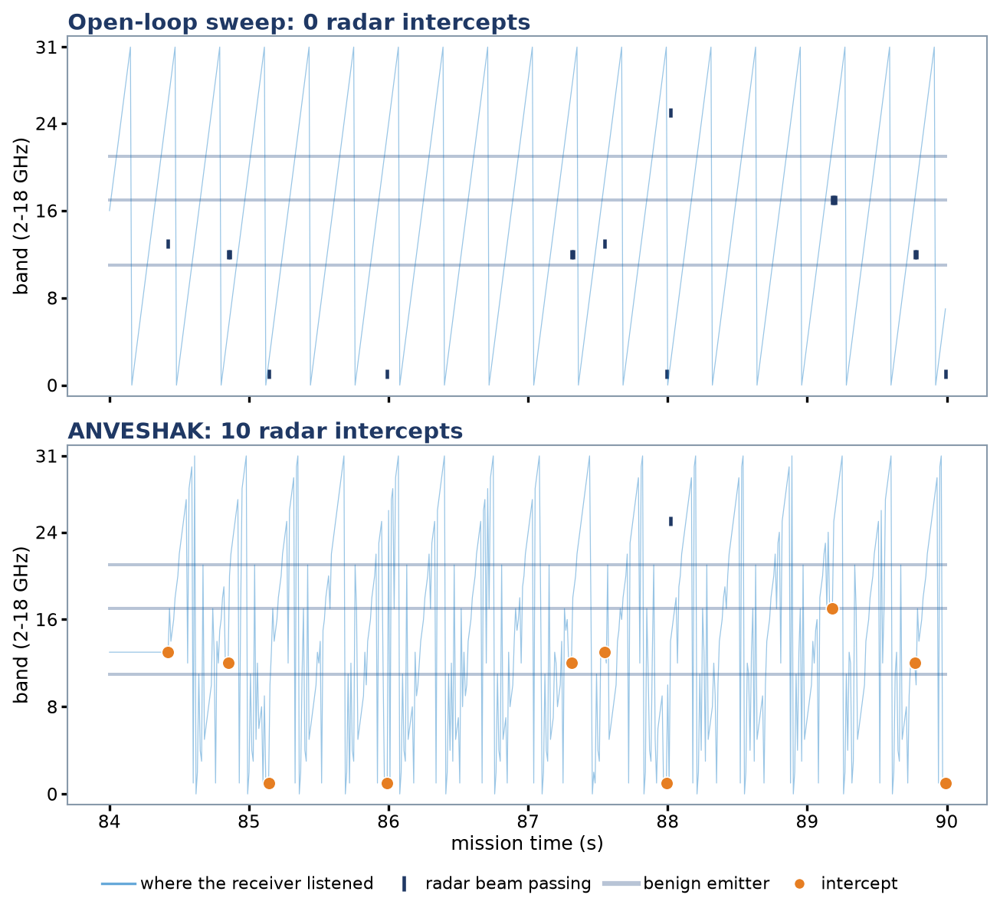 Open-loop sweep: 0 radar intercepts
31
24
16
8
0
band (2-18 GHz)
ANVESHAK: 10 radar intercepts
31
24
16
8
0
band (2-18 GHz)
84 85 86 87 88 89 90
mission time (s)
where the receiver listened radar beam passing benign emitter intercept